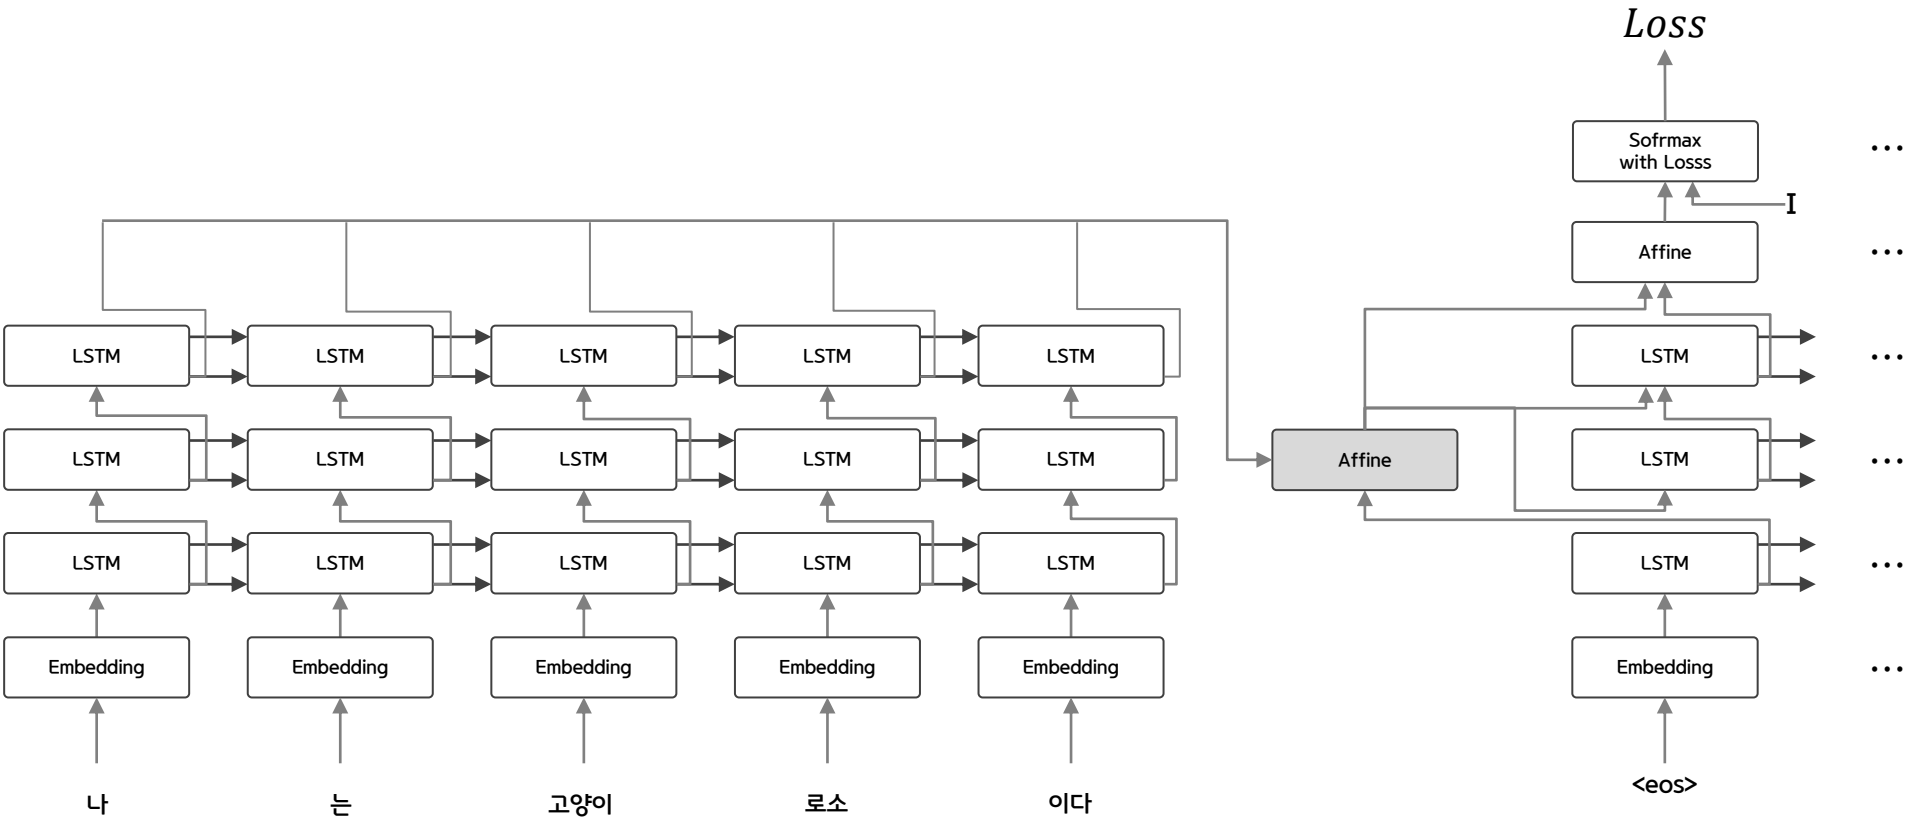 Loss
Sofrmax
with Losss
...
I
Affine
...
LSTM
LSTM
LSTM
LSTM
LSTM
LSTM
...
LSTM
LSTM
LSTM
LSTM
LSTM
Affine
LSTM
...
LSTM
LSTM
LSTM
LSTM
LSTM
LSTM
...
Embedding
Embedding
Embedding
Embedding
Embedding
Embedding
...
나
는
고양이
로소
이다
<eos>